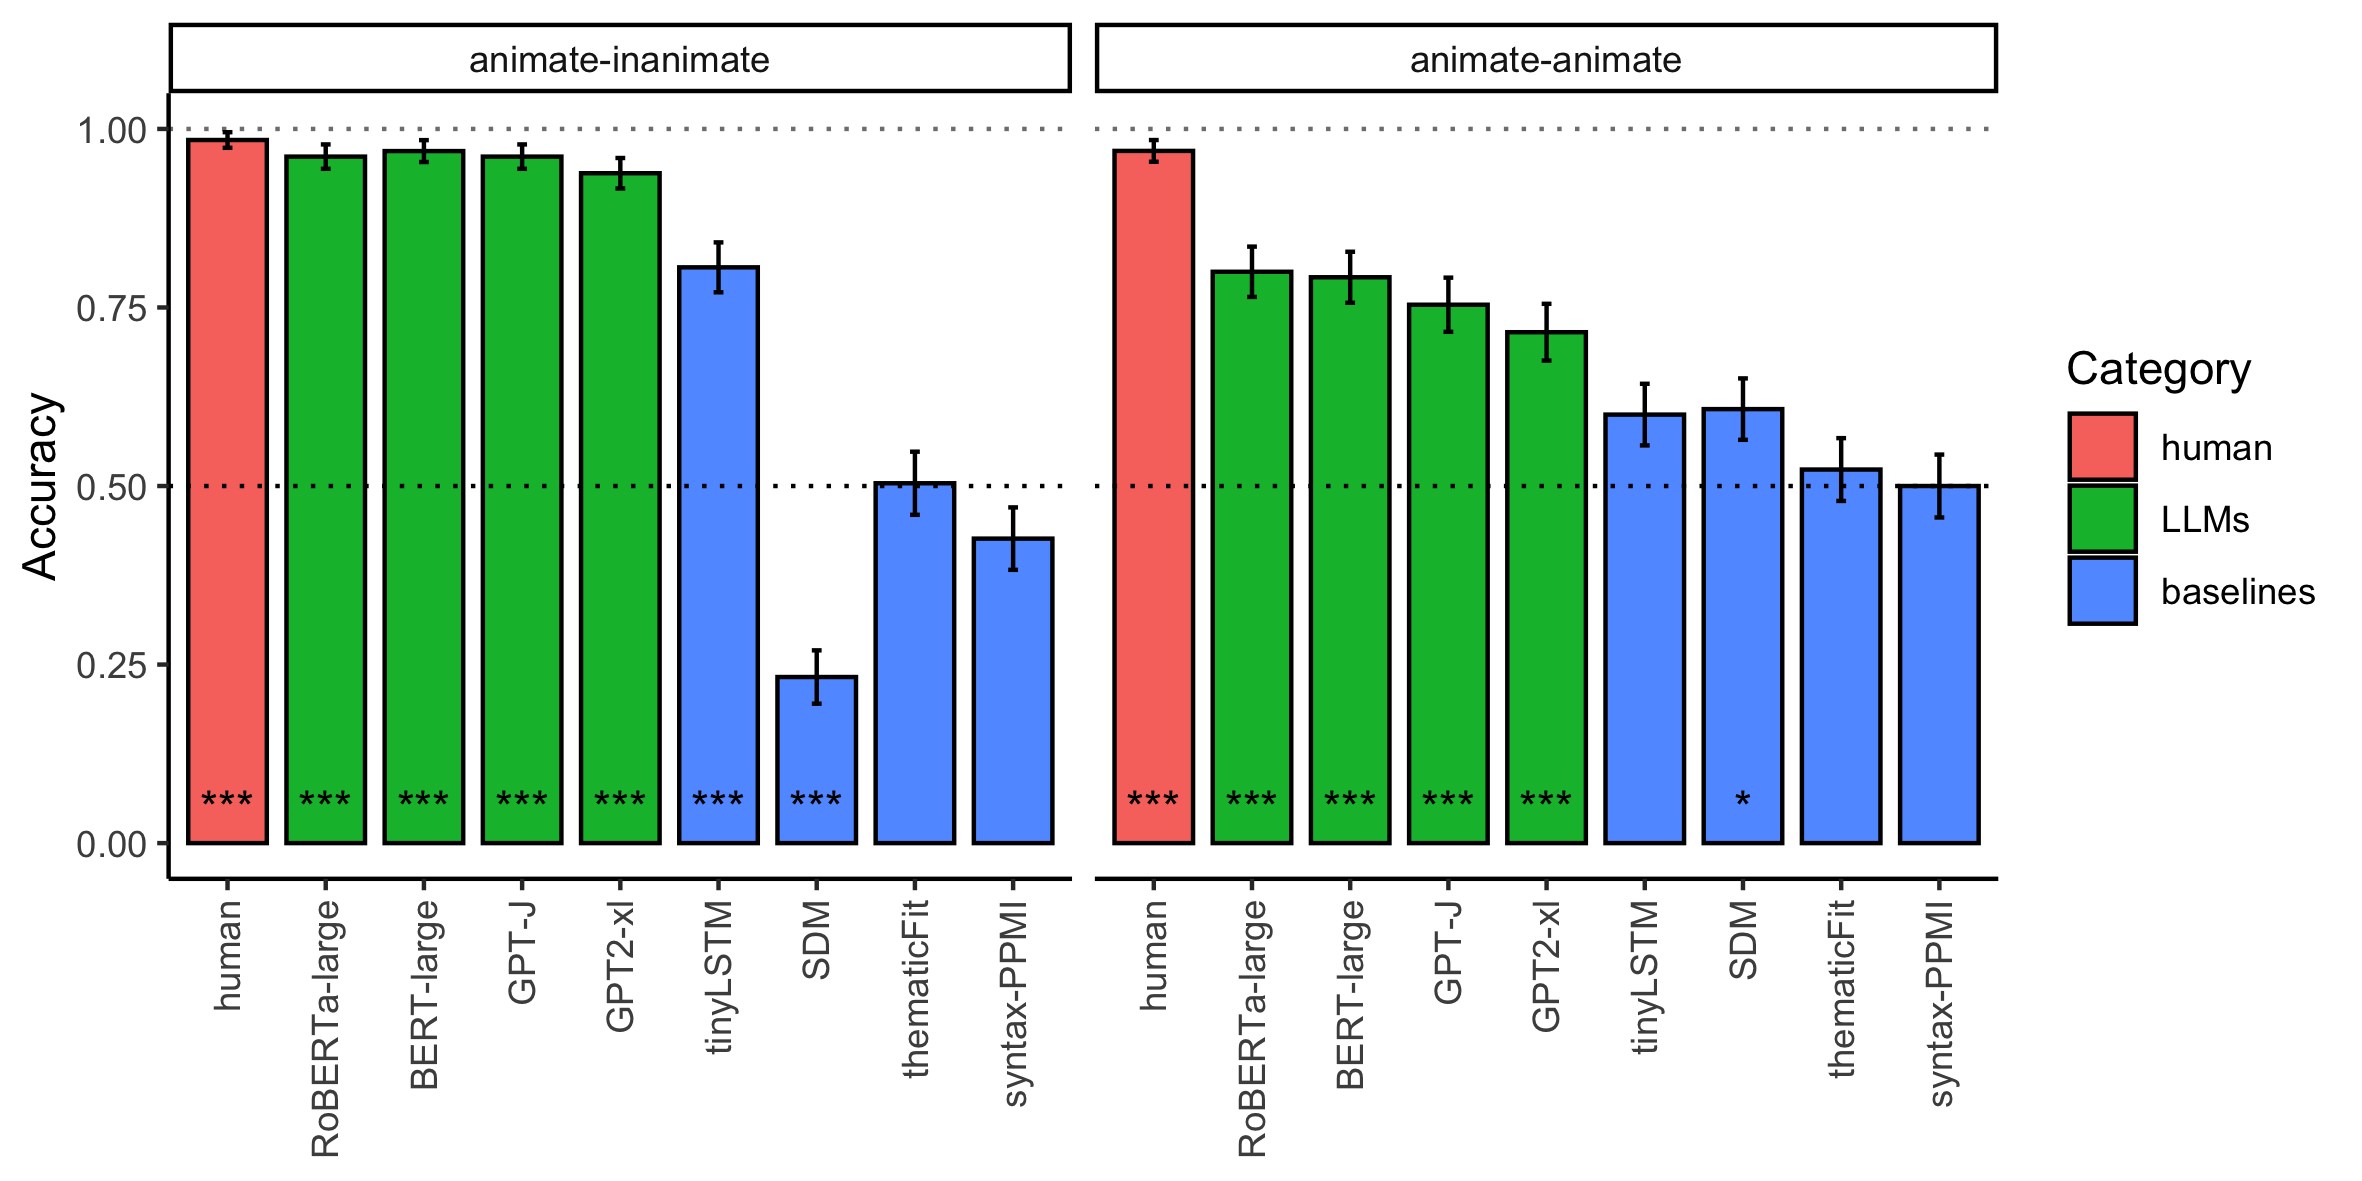 animate-inanimate
animate-animate
Accuracy
1.00
0.75
0.50
0.25
0.00
*** *** *** *** *** *** ***
*** *** *** *** *** *
human
RoBERTa-large
BERT-large
GPT-J
GPT2-xl
tinyLSTM
SDM
thematicFit
syntax-PPMI
human
RoBERTa-large
BERT-large
GPT-J
GPT2-xl
tinyLSTM
SDM
thematicFit
syntax-PPMI
Category
human
LLMs
baselines